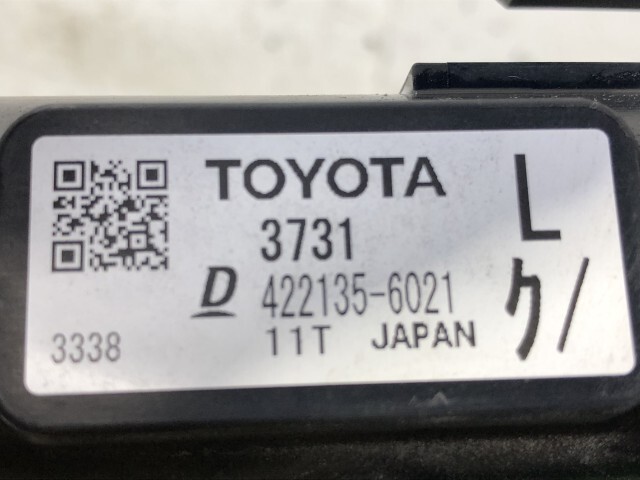 TOYOTA
L
3731
D 422135-6021
ク/
11T JAPAN
3338